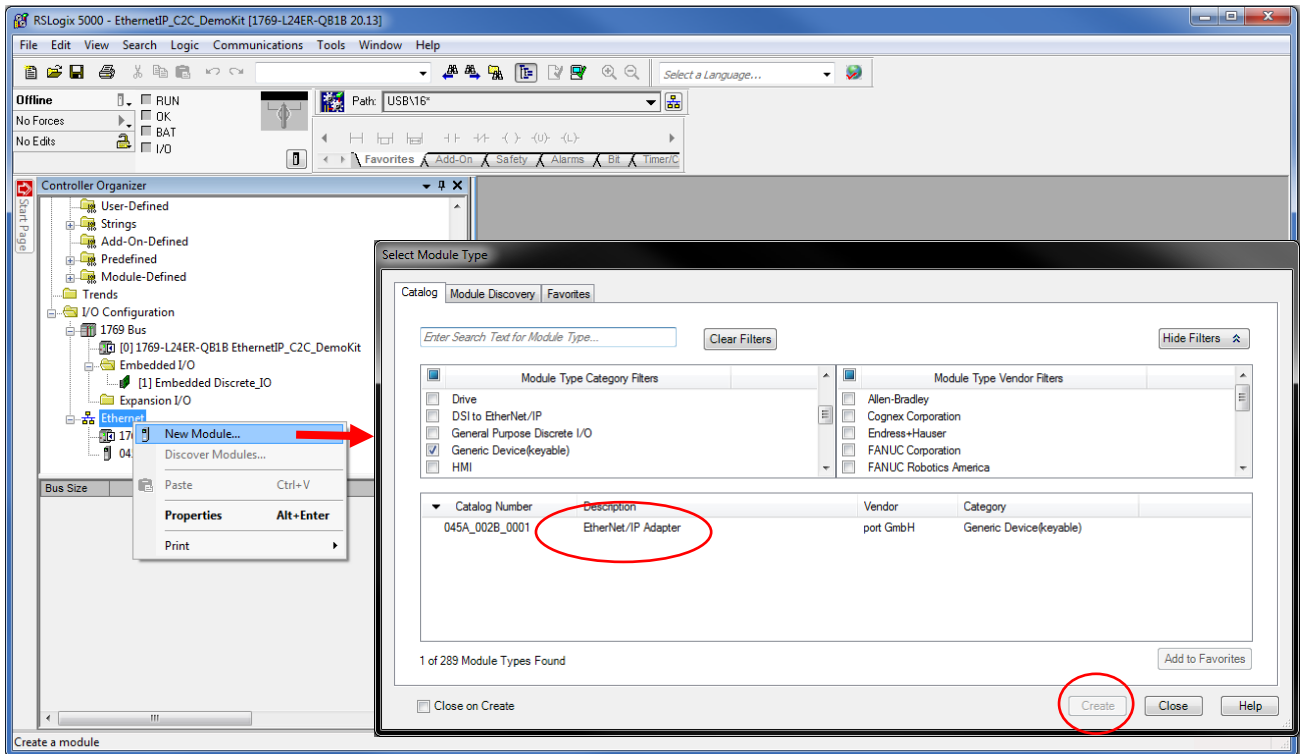 RSLogix 5000 - EthernetIP_C2C_DemoKit [1769-L24ER-QB1B 20.13]
File Edit View Search Logic Communications Tools Window Help
Select a Language...
Offline RUN Path: USB\16*
No Forces OK
No Edits BAT
I/O
Favorites Add-On Safety Alarms Bit Timer/C
Start Page
Controller Organizer
User-Defined
Strings
Add-On-Defined
Predefined
Module-Defined
Trends
I/O Configuration
1769 Bus
[0] 1769-L24ER-QB1B EthernetIP_C2C_DemoKit
Embedded I/O
[1] Embedded Discrete_IO
Expansion I/O
Ethernet
17
04
New Module...
Discover Modules...
Paste Ctrl+V
Properties Alt+Enter
Print
Bus Size
Select Module Type
Catalog Module Discovery Favorites
Enter Search Text for Module Type... Clear Filters Hide Filters
Module Type Category Filters Module Type Vendor Filters
Drive Allen-Bradley
DSI to EtherNet/IP Cognex Corporation
General Purpose Discrete I/O Endress+Hauser
Generic Device(keyable) FANUC Corporation
HMI FANUC Robotics America
Catalog Number Description Vendor Category
045A_002B_0001 EtherNet/IP Adapter port GmbH Generic Device(keyable)
1 of 289 Module Types Found Add to Favorites
Close on Create Create Close Help
Create a module